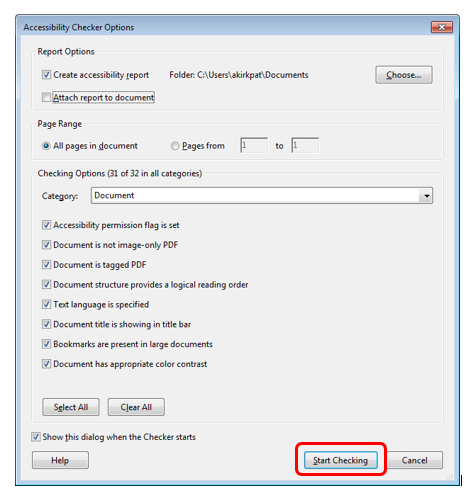 Accessibility Checker Options
Report Options
Create accessibility report Folder: C:\Users\akirkpat\Documents Choose...
Attach report to document
Page Range
All pages in document Pages from 1 to 1
Checking Options (31 of 32 in all categories)
Category: Document
Accessibility permission flag is set
Document is not image-only PDF
Document is tagged PDF
Document structure provides a logical reading order
Text language is specified
Document title is showing in title bar
Bookmarks are present in large documents
Document has appropriate color contrast
Select All Clear All
Show this dialog when the Checker starts
Help Start Checking Cancel